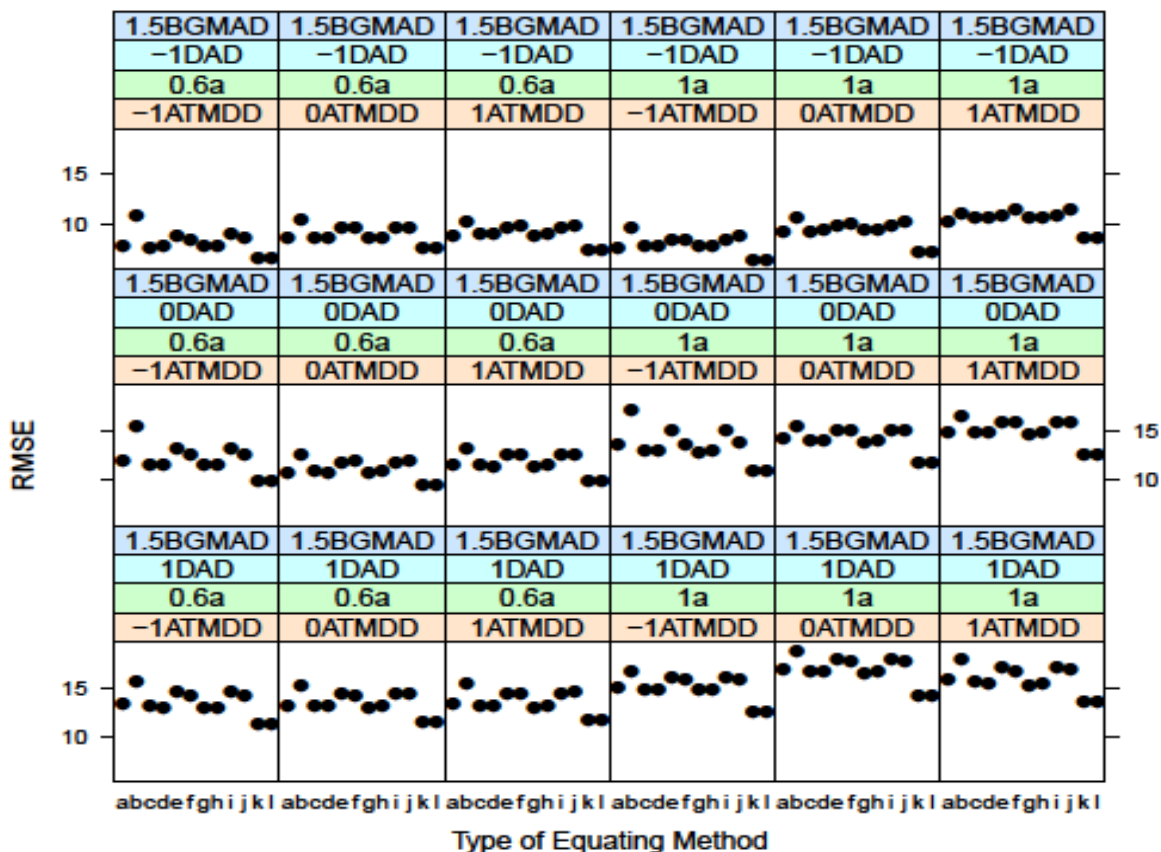 1.5BGMAD 1.5BGMAD 1.5BGMAD 1.5BGMAD 1.5BGMAD 1.5BGMAD
−1DAD −1DAD −1DAD −1DAD −1DAD −1DAD
0.6a 0.6a 0.6a 1a 1a 1a
−1ATMDD 0ATMDD 1ATMDD −1ATMDD 0ATMDD 1ATMDD
15
10
1.5BGMAD 1.5BGMAD 1.5BGMAD 1.5BGMAD 1.5BGMAD 1.5BGMAD
0DAD 0DAD 0DAD 0DAD 0DAD 0DAD
0.6a 0.6a 0.6a 1a 1a 1a
−1ATMDD 0ATMDD 1ATMDD −1ATMDD 0ATMDD 1ATMDD
15
10
RMSE
1.5BGMAD 1.5BGMAD 1.5BGMAD 1.5BGMAD 1.5BGMAD 1.5BGMAD
1DAD 1DAD 1DAD 1DAD 1DAD 1DAD
0.6a 0.6a 0.6a 1a 1a 1a
−1ATMDD 0ATMDD 1ATMDD −1ATMDD 0ATMDD 1ATMDD
15
10
abcdefghijkl abcdefghijkl abcdefghijkl abcdefghijkl abcdefghijkl abcdefghijkl
Type of Equating Method